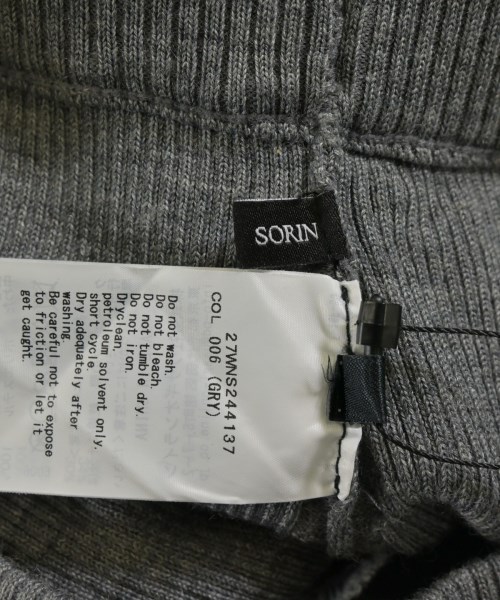 SORIN
27WNS244137
COL 006 (GRY)
Do not wash.
Do not bleach.
Do not tumble dry.
Do not iron.
Dryclean.
petroleum solvent only.
short cycle.
Dry adequately after
washing.
Be careful not to expose
to friction or let it
get caught.